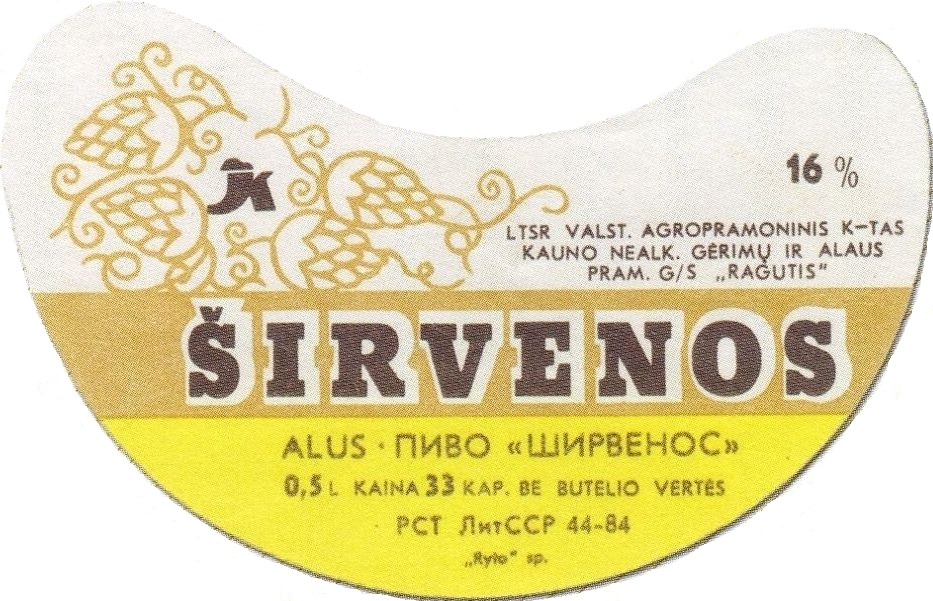 JK
16 %
LTSR VALST. AGROPRAMONINIS K-TAS
KAUNO NEALK. GĖRIMŲ IR ALAUS
PRAM. G/S „RAGUTIS“
ŠIRVENOS
ALUS · ПИВО «ШИРВЕНОС»
0,5 L KAINA 33 KAP. BE BUTELIO VERTĖS
РСТ ЛитССР 44-84
„Ryto“ sp.